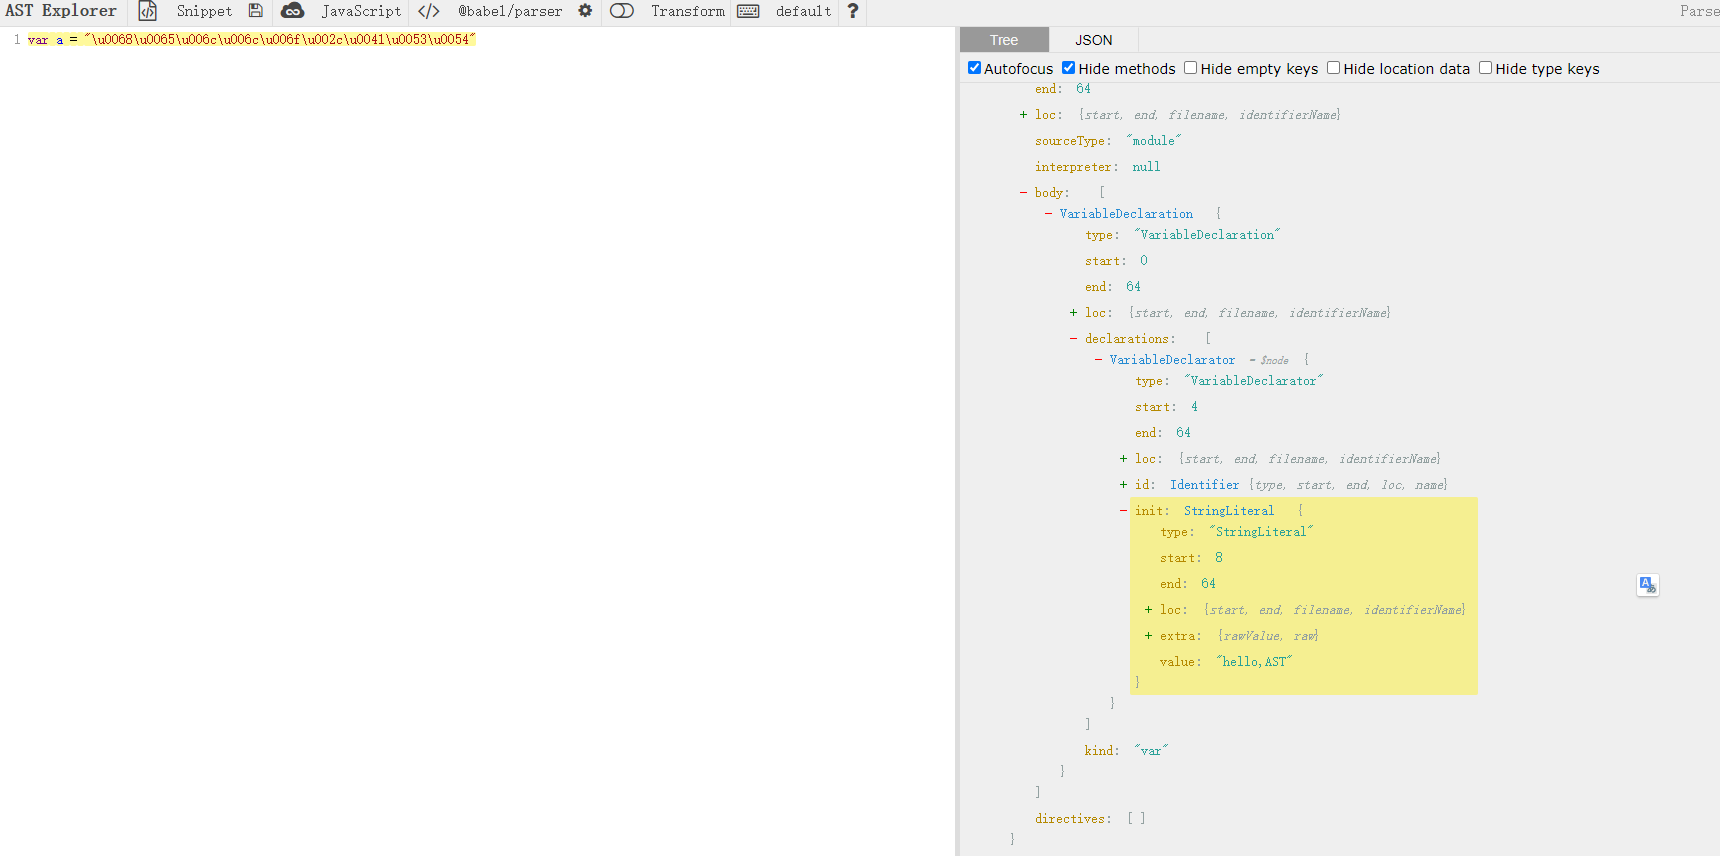 AST Explorer Snippet JavaScript </> @babel/parser Transform default ? Parse
1 var a = "\u0068\u0065\u006c\u006c\u006f\u002c\u0041\u0053\u0054"
Tree JSON
Autofocus Hide methods Hide empty keys Hide location data Hide type keys
end: 64
+ loc: {start, end, filename, identifierName}
sourceType: "module"
interpreter: null
- body: [
- VariableDeclaration {
type: "VariableDeclaration"
start: 0
end: 64
+ loc: {start, end, filename, identifierName}
- declarations: [
- VariableDeclarator = $node {
type: "VariableDeclarator"
start: 4
end: 64
+ loc: {start, end, filename, identifierName}
+ id: Identifier {type, start, end, loc, name}
- init: StringLiteral {
type: "StringLiteral"
start: 8
end: 64
+ loc: {start, end, filename, identifierName}
+ extra: {rawValue, raw}
value: "hello,AST"
}
}
]
kind: "var"
}
]
directives: [ ]
}